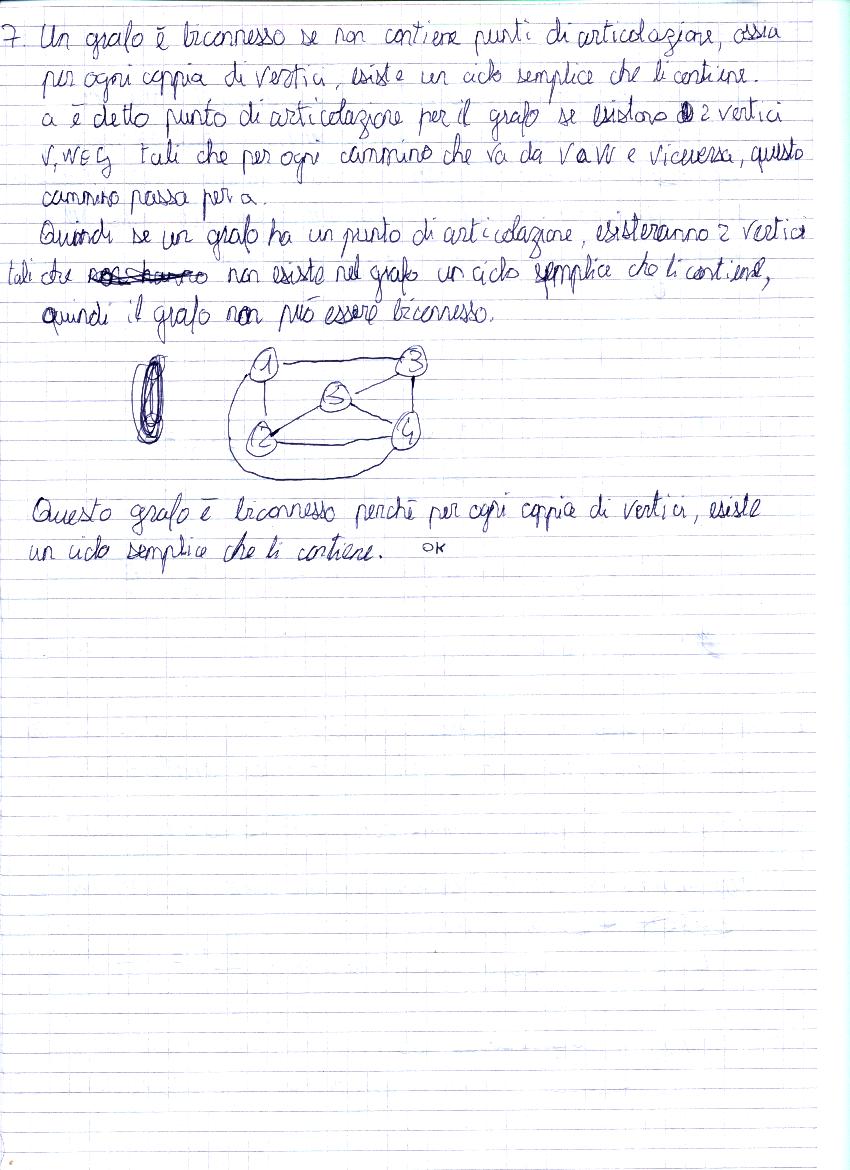 7. Un grafo è biconnesso se non contiene punti di articolazione, ossia
per ogni coppia di vertici, esiste un ciclo semplice che li contiene.
a è detto punto di articolazione per il grafo se esistono 2 vertici
V, W ∈ G tali che per ogni cammino che va da V a W e viceversa, questo
cammino passa per a.
Quindi se un grafo ha un punto di articolazione, esisteranno 2 vertici
tali che non esiste nel grafo un ciclo semplice che li contiene,
quindi il grafo non può essere biconnesso.
1 3
5
2 4
Questo grafo è biconnesso perchè per ogni coppia di vertici, esiste
un ciclo semplice che li contiene. OK